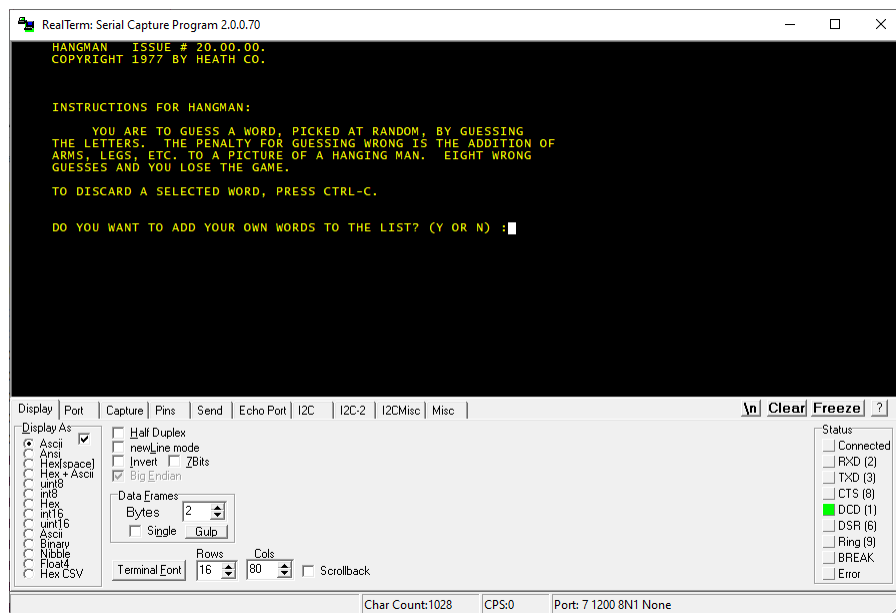 RealTerm: Serial Capture Program 2.0.0.70
HANGMAN ISSUE # 20.00.00.
COPYRIGHT 1977 BY HEATH CO.
INSTRUCTIONS FOR HANGMAN:
YOU ARE TO GUESS A WORD, PICKED AT RANDOM, BY GUESSING
THE LETTERS. THE PENALTY FOR GUESSING WRONG IS THE ADDITION OF
ARMS, LEGS, ETC. TO A PICTURE OF A HANGING MAN. EIGHT WRONG
GUESSES AND YOU LOSE THE GAME.
TO DISCARD A SELECTED WORD, PRESS CTRL-C.
DO YOU WANT TO ADD YOUR OWN WORDS TO THE LIST? (Y OR N) :
Display Port Capture Pins Send Echo Port I2C I2C-2 I2CMisc Misc \n Clear Freeze ?
Display As
Ascii
Ansi
Hex[space]
Hex + Ascii
uint8
int8
Hex
int16
uint16
Ascii
Binary
Nibble
Float4
Hex CSV
Half Duplex
newLine mode
Invert 7Bits
Big Endian
Data Frames
Bytes 2
Single Gulp
Rows Cols
Terminal Font 16 80 Scrollback
Status
Connected
RXD (2)
TXD (3)
CTS (8)
DCD (1)
DSR (6)
Ring (9)
BREAK
Error
Char Count:1028 CPS:0 Port: 7 1200 8N1 None